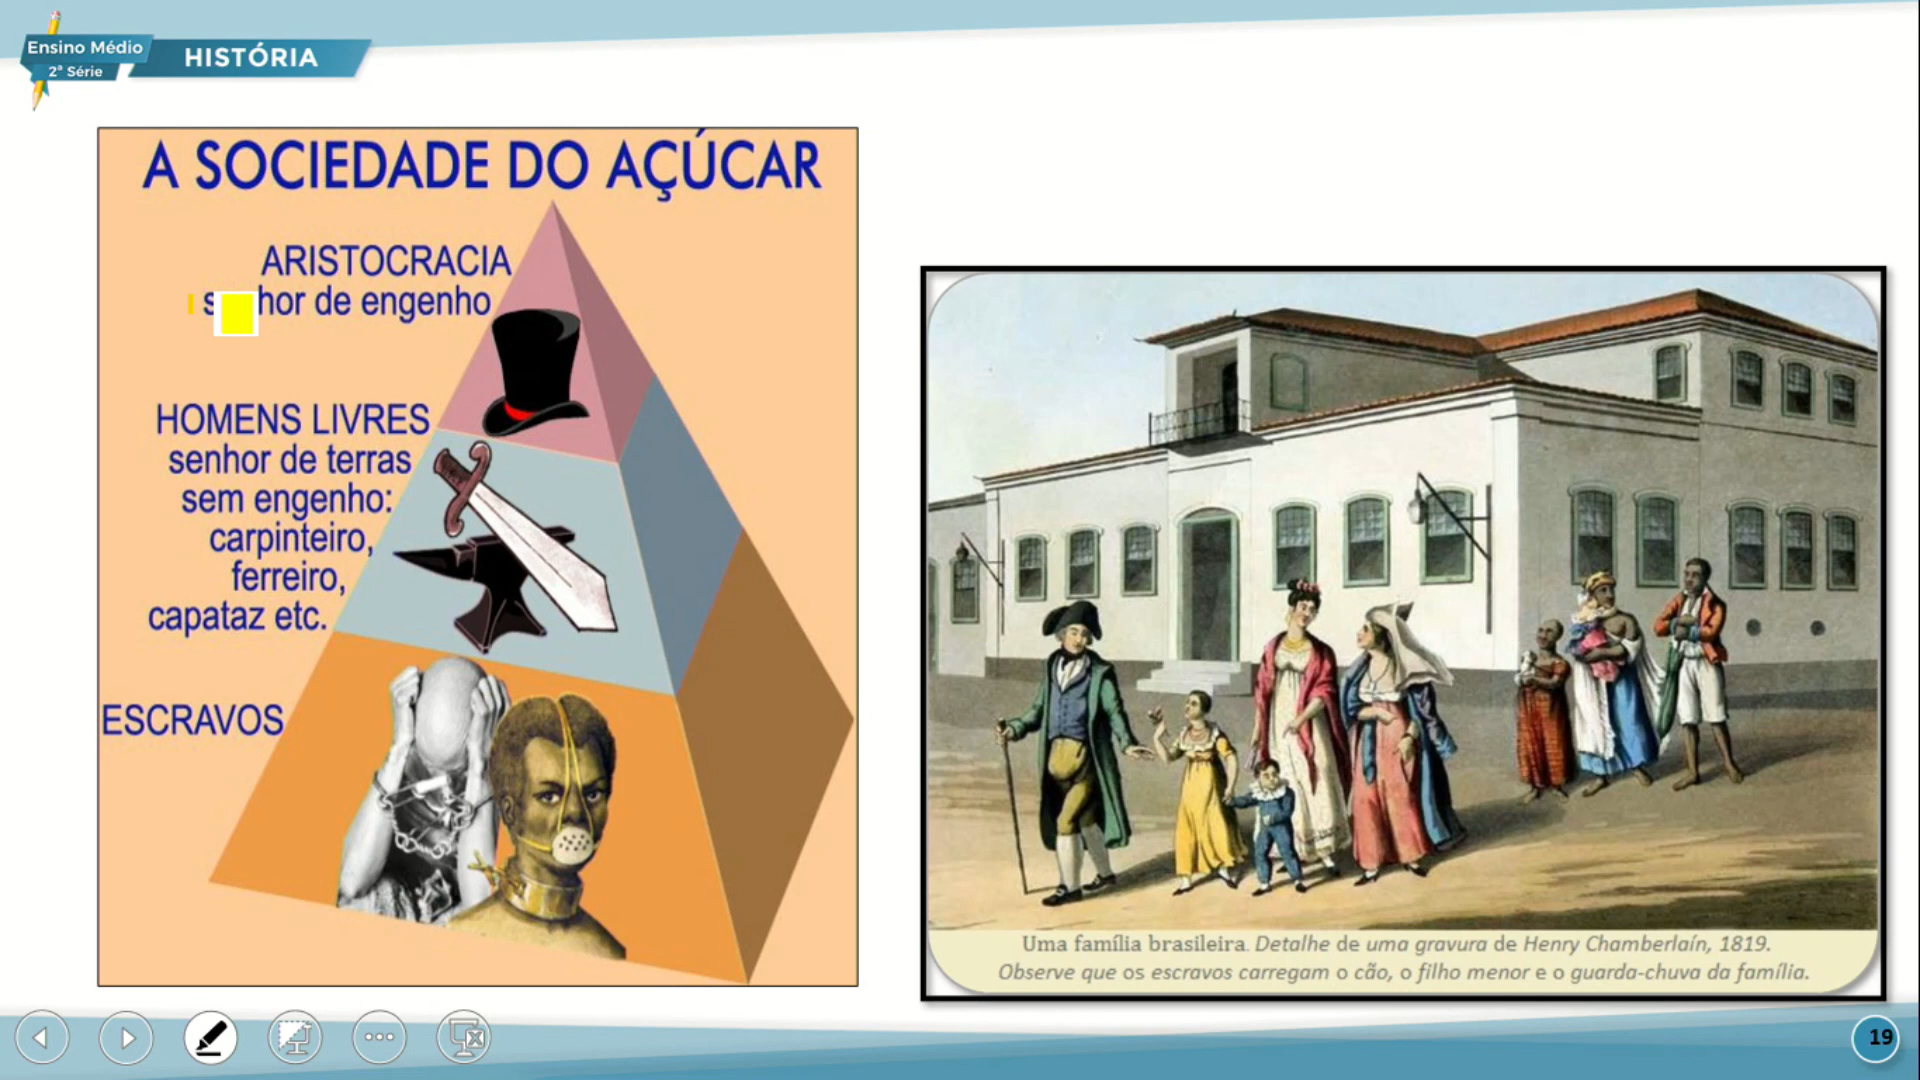 Ensino Médio
2ª Série
HISTÓRIA
A SOCIEDADE DO AÇÚCAR
ARISTOCRACIA
de engenho
HOMENS LIVRES
senhor de terras
sem engenho:
carpinteiro,
ferreiro,
capataz etc.
ESCRAVOS
Uma família brasileira. Detalhe de uma gravura de Henry Chamberlaín, 1819.
Observe que os escravos carregam o cão, o filho menor e o guarda-chuva da família.
19